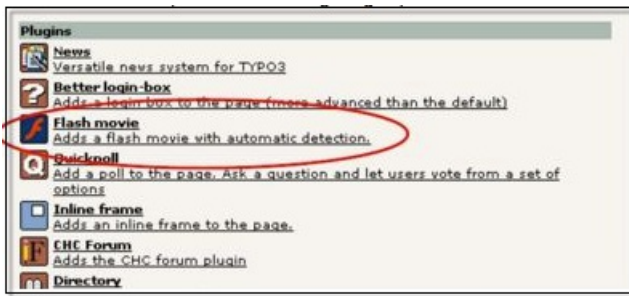 Plugins
News
Versatile news system for TYPO3
Better login-box
Adds a login box to the page (more advanced than the default)
Flash movie
Adds a flash movie with automatic detection.
Quickpoll
Add a poll to the page. Ask a question and let users vote from a set of
options
Inline frame
Adds an inline frame to the page.
CHC Forum
Adds the CHC forum plugin
Directory